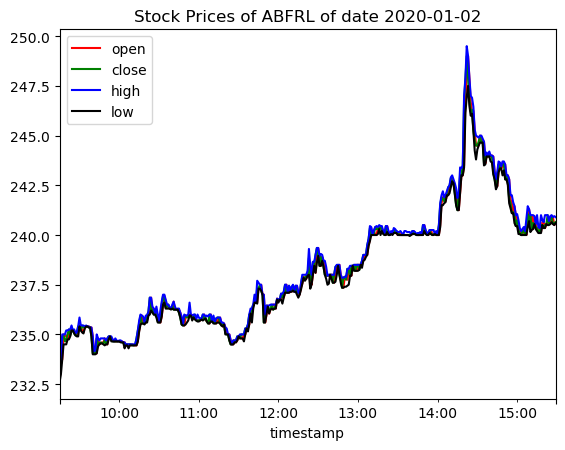 Stock Prices of ABFRL of date 2020-01-02
250.0
247.5
245.0
242.5
240.0
237.5
235.0
232.5
open
close
high
low
10:00 11:00 12:00 13:00 14:00 15:00
timestamp